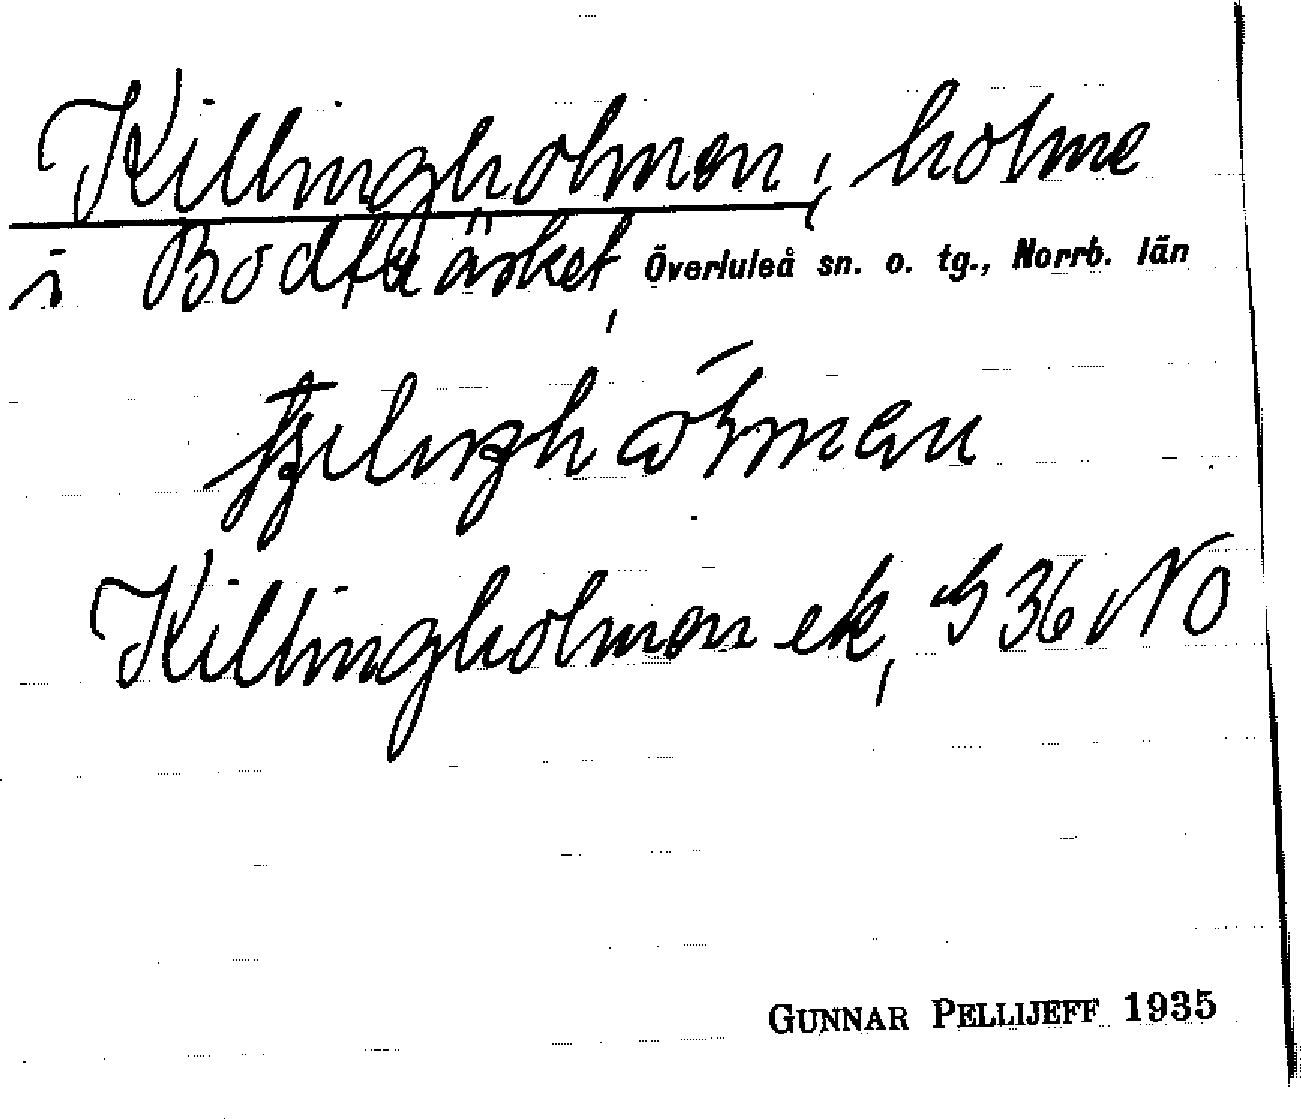 Killingholmen, holme
i Bodträsket, Överluleå sn. o. tg., Norrb. län
Killingholmen ek, G 36 NO
GUNNAR PELLIJEFF 1935